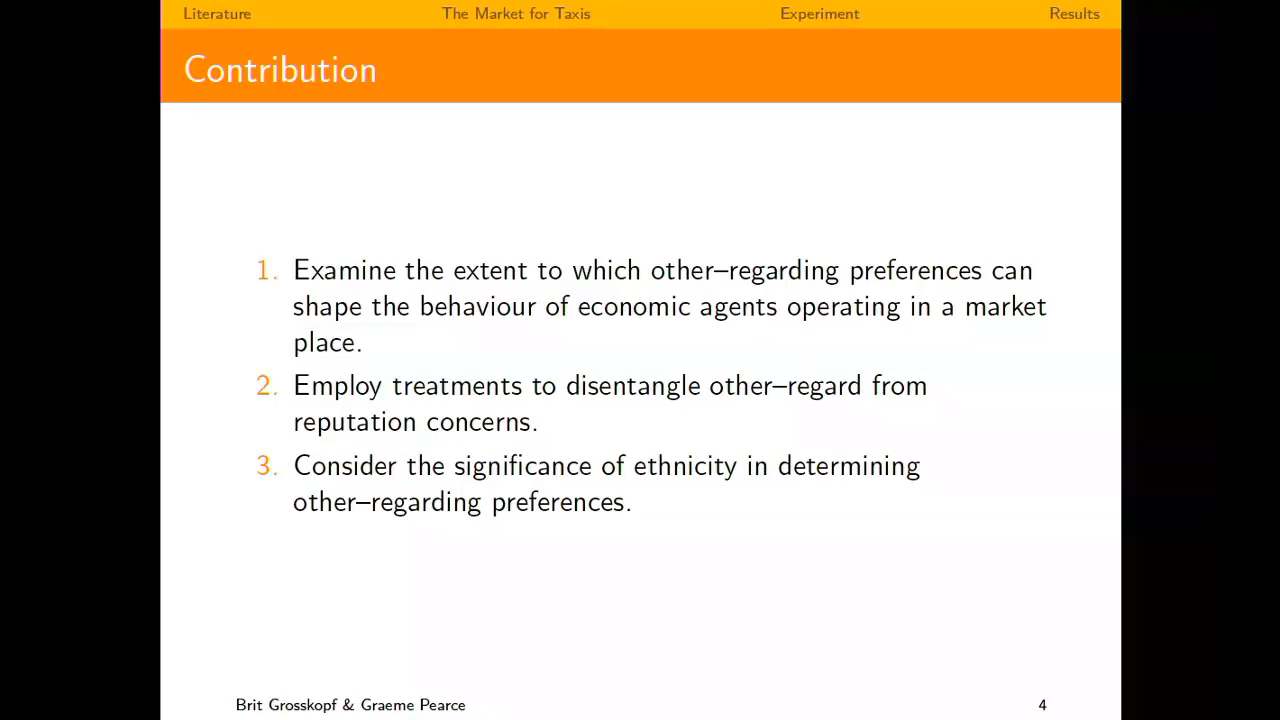 Literature The Market for Taxis Experiment Results
Contribution
1. Examine the extent to which other–regarding preferences can
shape the behaviour of economic agents operating in a market
place.
2. Employ treatments to disentangle other–regard from
reputation concerns.
3. Consider the significance of ethnicity in determining
other–regarding preferences.
Brit Grosskopf & Graeme Pearce 4